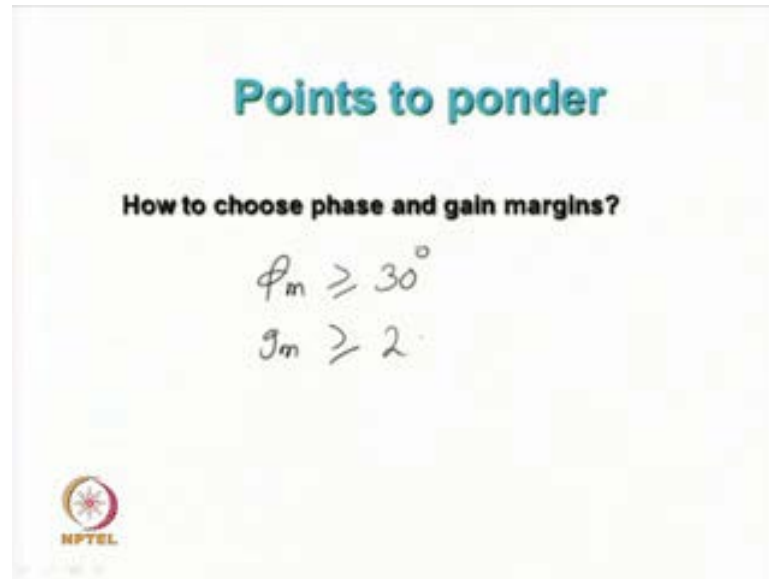 Points to ponder
How to choose phase and gain margins?
ϕm ≥ 30°
gm ≥ 2
NPTEL